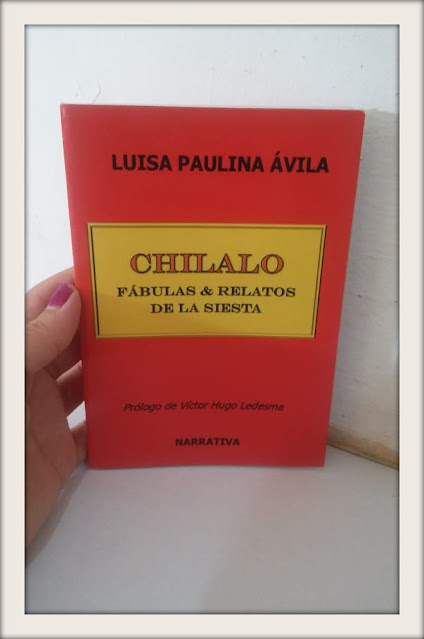 LUISA PAULINA ÁVILA
CHILALO
FÁBULAS & RELATOS
DE LA SIESTA
Prólogo de Víctor Hugo Ledesma
NARRATIVA